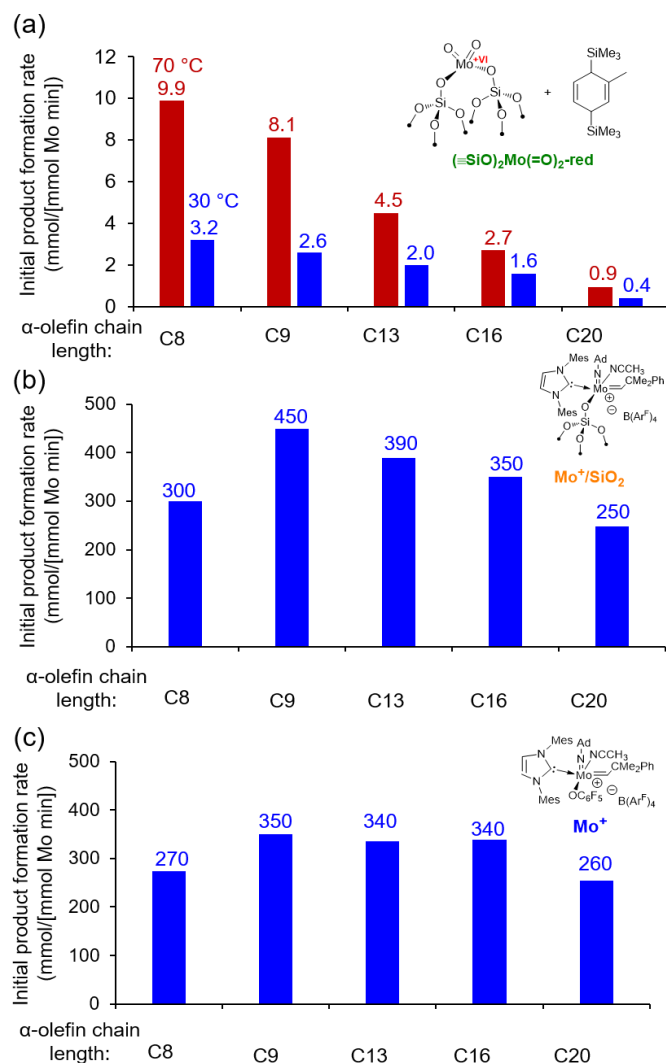 (a)
Initial product formation rate
(mmol/[mmol Mo min])
12
10
8
6
4
2
0
70 °C
9.9
30 °C
3.2
8.1
2.6
4.5
2.0
2.7
1.6
0.9
0.4
O
O
Mo
+VI
O
O
Si
Si
O
O
O
O
O
O
+
SiMe3
SiMe3
(≡SiO)2Mo(=O)2-red
α-olefin chain
length:
C8
C9
C13
C16
C20
(b)
Initial product formation rate
(mmol/[mmol Mo min])
500
400
300
200
100
0
300
450
390
350
250
Mes
N
N
Mes
Ad
N
NCCH3
Mo
CMe2Ph
⊕
⊖
B(ArF)4
O
Si
O
O
O
Mo+/SiO2
α-olefin chain
length:
C8
C9
C13
C16
C20
(c)
Initial product formation rate
(mmol/[mmol Mo min])
500
400
300
200
100
0
270
350
340
340
260
Mes
N
N
Mes
Ad
N
NCCH3
Mo
CMe2Ph
⊕
⊖
OC6F5
B(ArF)4
Mo+
α-olefin chain
length:
C8
C9
C13
C16
C20